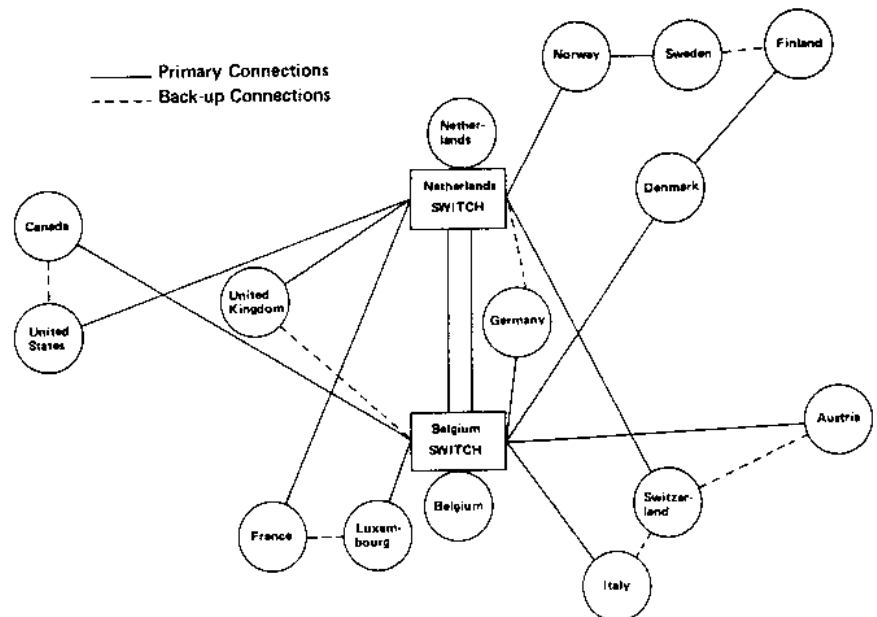 Primary Connections
Back-up Connections
Norway
Sweden
Finland
Nether-
lands
Netherlands
SWITCH
Denmark
Canada
United
Kingdom
United
States
Germany
Belgium
SWITCH
Austria
Switzer-
land
Belgium
France
Luxem-
bourg
Italy